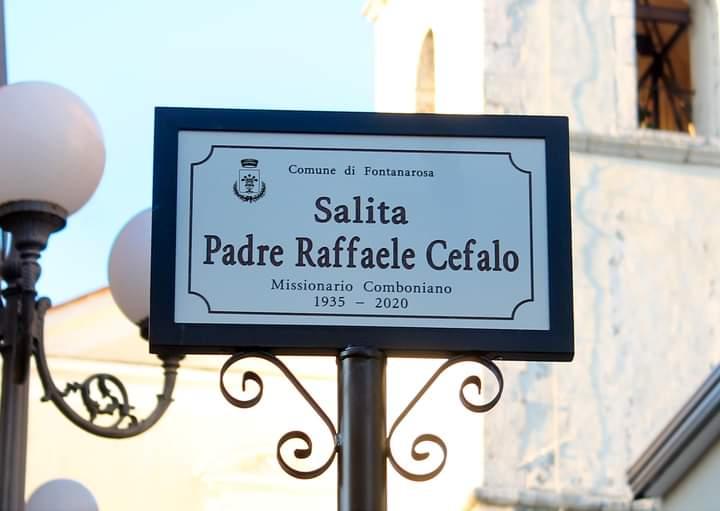 Comune di Fontanarosa
Salita
Padre Raffaele Cefalo
Missionario Comboniano
1935 – 2020